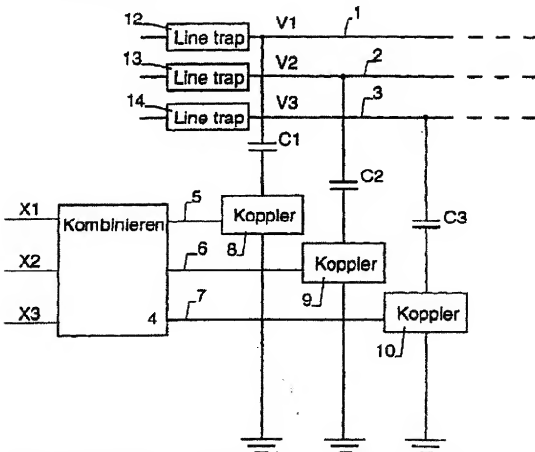 12
Line trap
V1
1
13
Line trap
V2
2
14
Line trap
V3
3
C1
C2
C3
X1
X2
X3
Kombinieren
4
5
6
7
Koppler
8
Koppler
9
Koppler
10